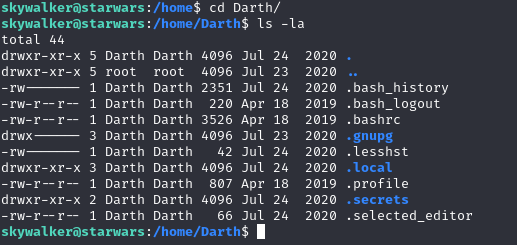 skywalker@starwars:/home$ cd Darth/
skywalker@starwars:/home/Darth$ ls -la
total 44
drwxr-xr-x 5 Darth Darth 4096 Jul 24  2020 .
drwxr-xr-x 5 root  root  4096 Jul 23  2020 ..
-rw------- 1 Darth Darth 2351 Jul 24  2020 .bash_history
-rw-r--r-- 1 Darth Darth  220 Apr 18  2019 .bash_logout
-rw-r--r-- 1 Darth Darth 3526 Apr 18  2019 .bashrc
drwx------ 3 Darth Darth 4096 Jul 23  2020 .gnupg
-rw------- 1 Darth Darth   42 Jul 24  2020 .lesshst
drwxr-xr-x 3 Darth Darth 4096 Jul 24  2020 .local
-rw-r--r-- 1 Darth Darth  807 Apr 18  2019 .profile
drwxr-xr-x 2 Darth Darth 4096 Jul 24  2020 .secrets
-rw-r--r-- 1 Darth Darth   66 Jul 24  2020 .selected_editor
skywalker@starwars:/home/Darth$